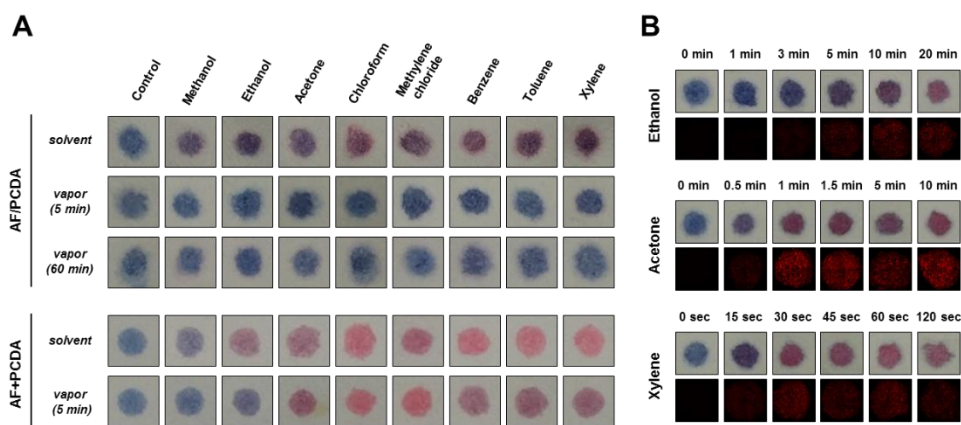 A
Control
Methanol
Ethanol
Acetone
Chloroform
Methylene
chloride
Benzene
Toluene
Xylene
AF/PCDA
solvent
vapor
(5 min)
vapor
(60 min)
AF+PCDA
solvent
vapor
(5 min)
B
0 min 1 min 3 min 5 min 10 min 20 min
Ethanol
0 min 0.5 min 1 min 1.5 min 5 min 10 min
Acetone
0 sec 15 sec 30 sec 45 sec 60 sec 120 sec
Xylene